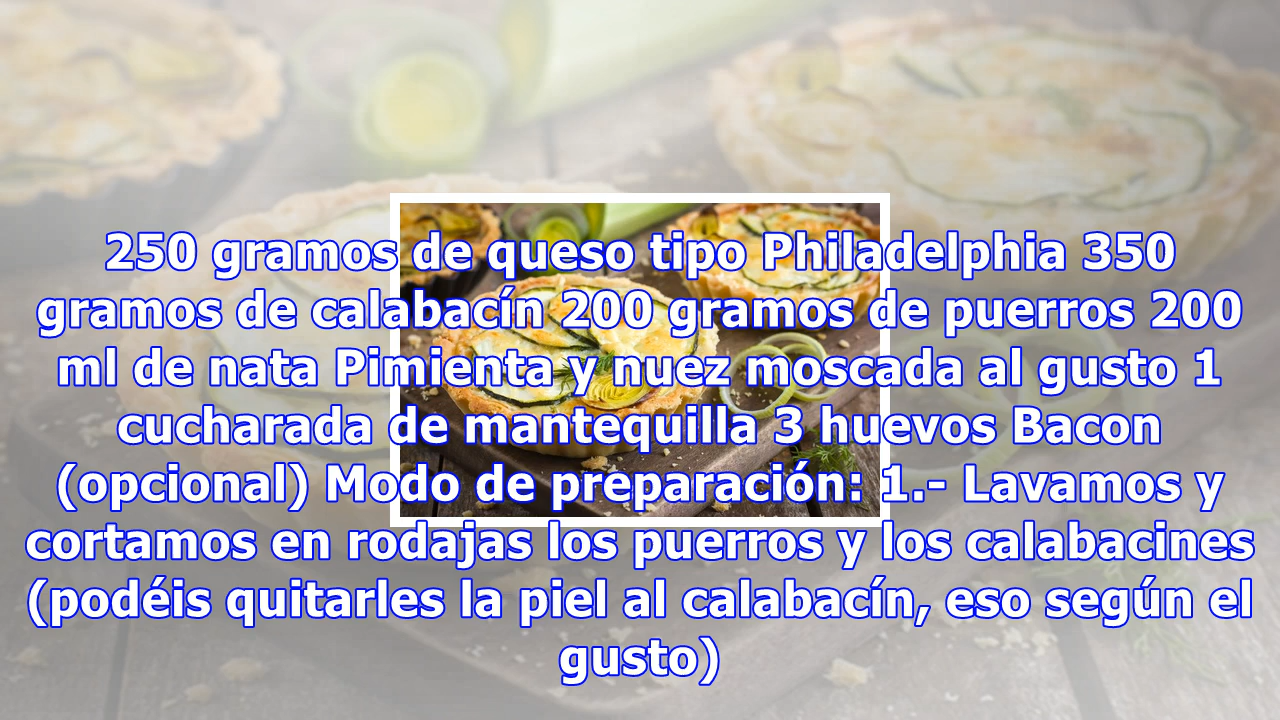 250 gramos de queso tipo Philadelphia 350
gramos de calabacín 200 gramos de puerros 200
ml de nata Pimienta y nuez moscada al gusto 1
cucharada de mantequilla 3 huevos Bacon
(opcional) Modo de preparación: 1.- Lavamos y
cortamos en rodajas los puerros y los calabacines
(podéis quitarles la piel al calabacín, eso según el
gusto)